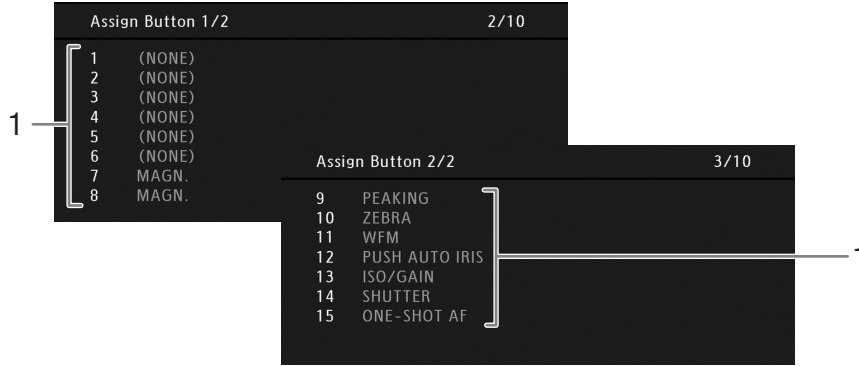 Assign Button 1/2 2/10
1 (NONE)
2 (NONE)
3 (NONE)
4 (NONE)
5 (NONE)
6 (NONE)
7 MAGN.
8 MAGN.
1
Assign Button 2/2 3/10
9 PEAKING
10 ZEBRA
11 WFM
12 PUSH AUTO IRIS
13 ISO/GAIN
14 SHUTTER
15 ONE-SHOT AF
1